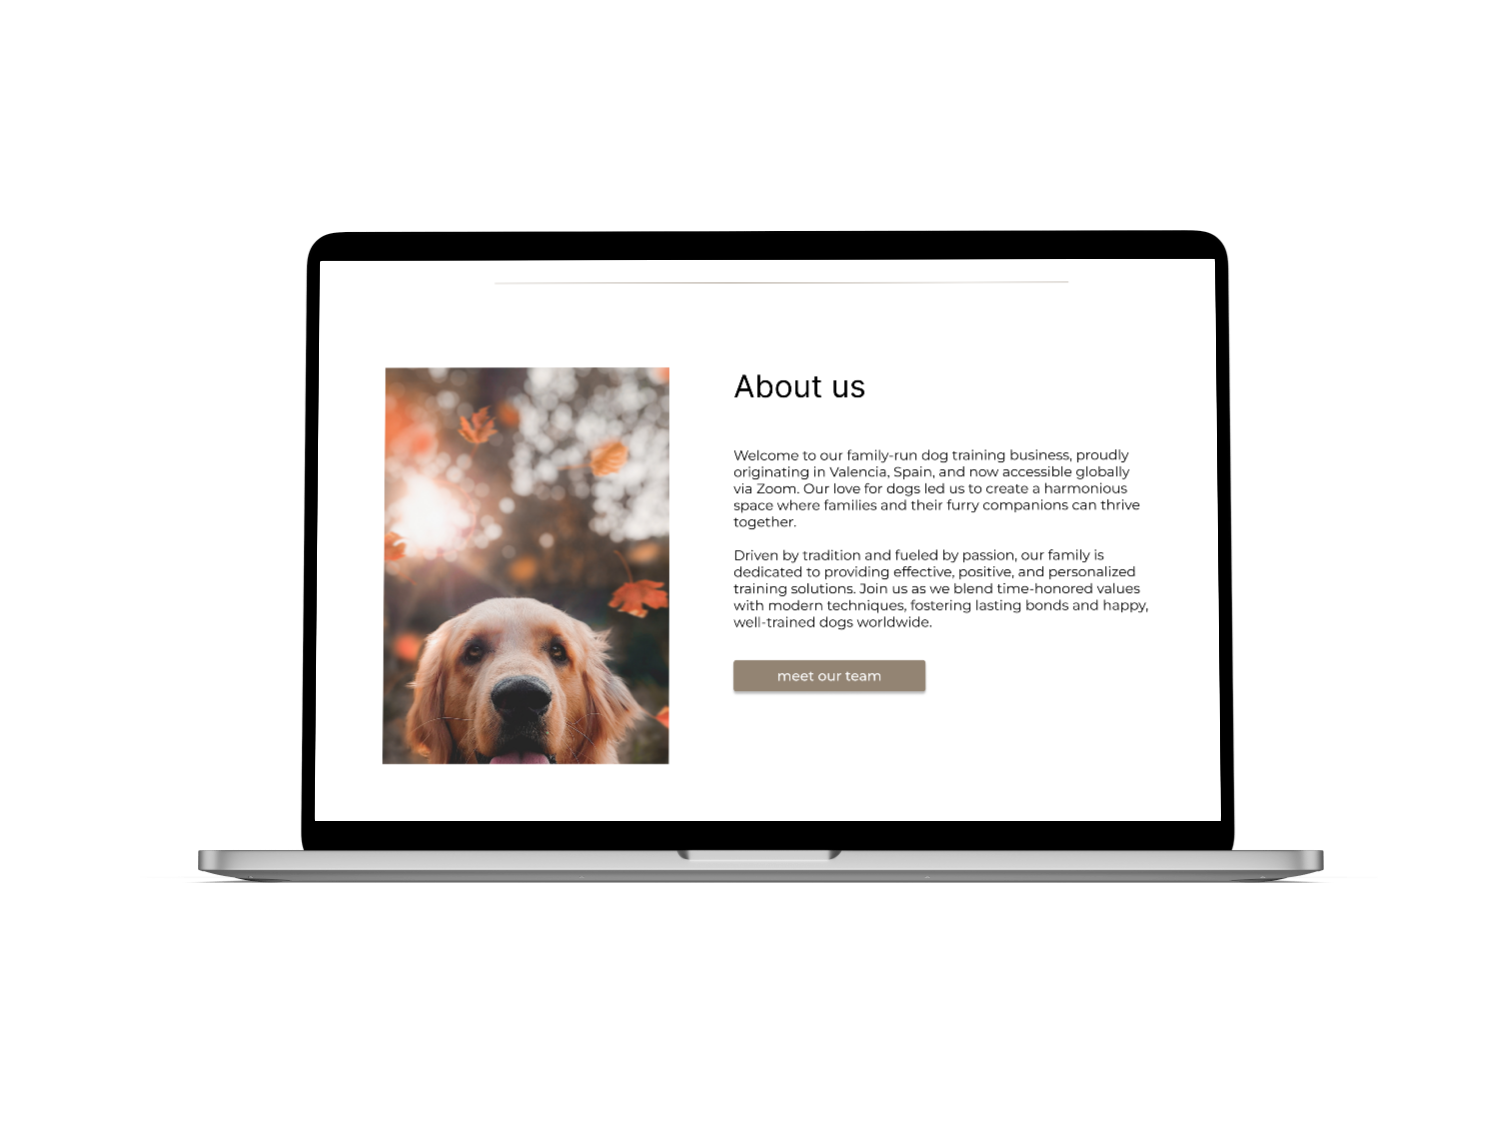 About us
Welcome to our family-run dog training business, proudly
originating in Valencia, Spain, and now accessible globally
via Zoom. Our love for dogs led us to create a harmonious
space where families and their furry companions can thrive
together.
Driven by tradition and fueled by passion, our family is
dedicated to providing effective, positive, and personalized
training solutions. Join us as we blend time-honored values
with modern techniques, fostering lasting bonds and happy,
well-trained dogs worldwide.
meet our team